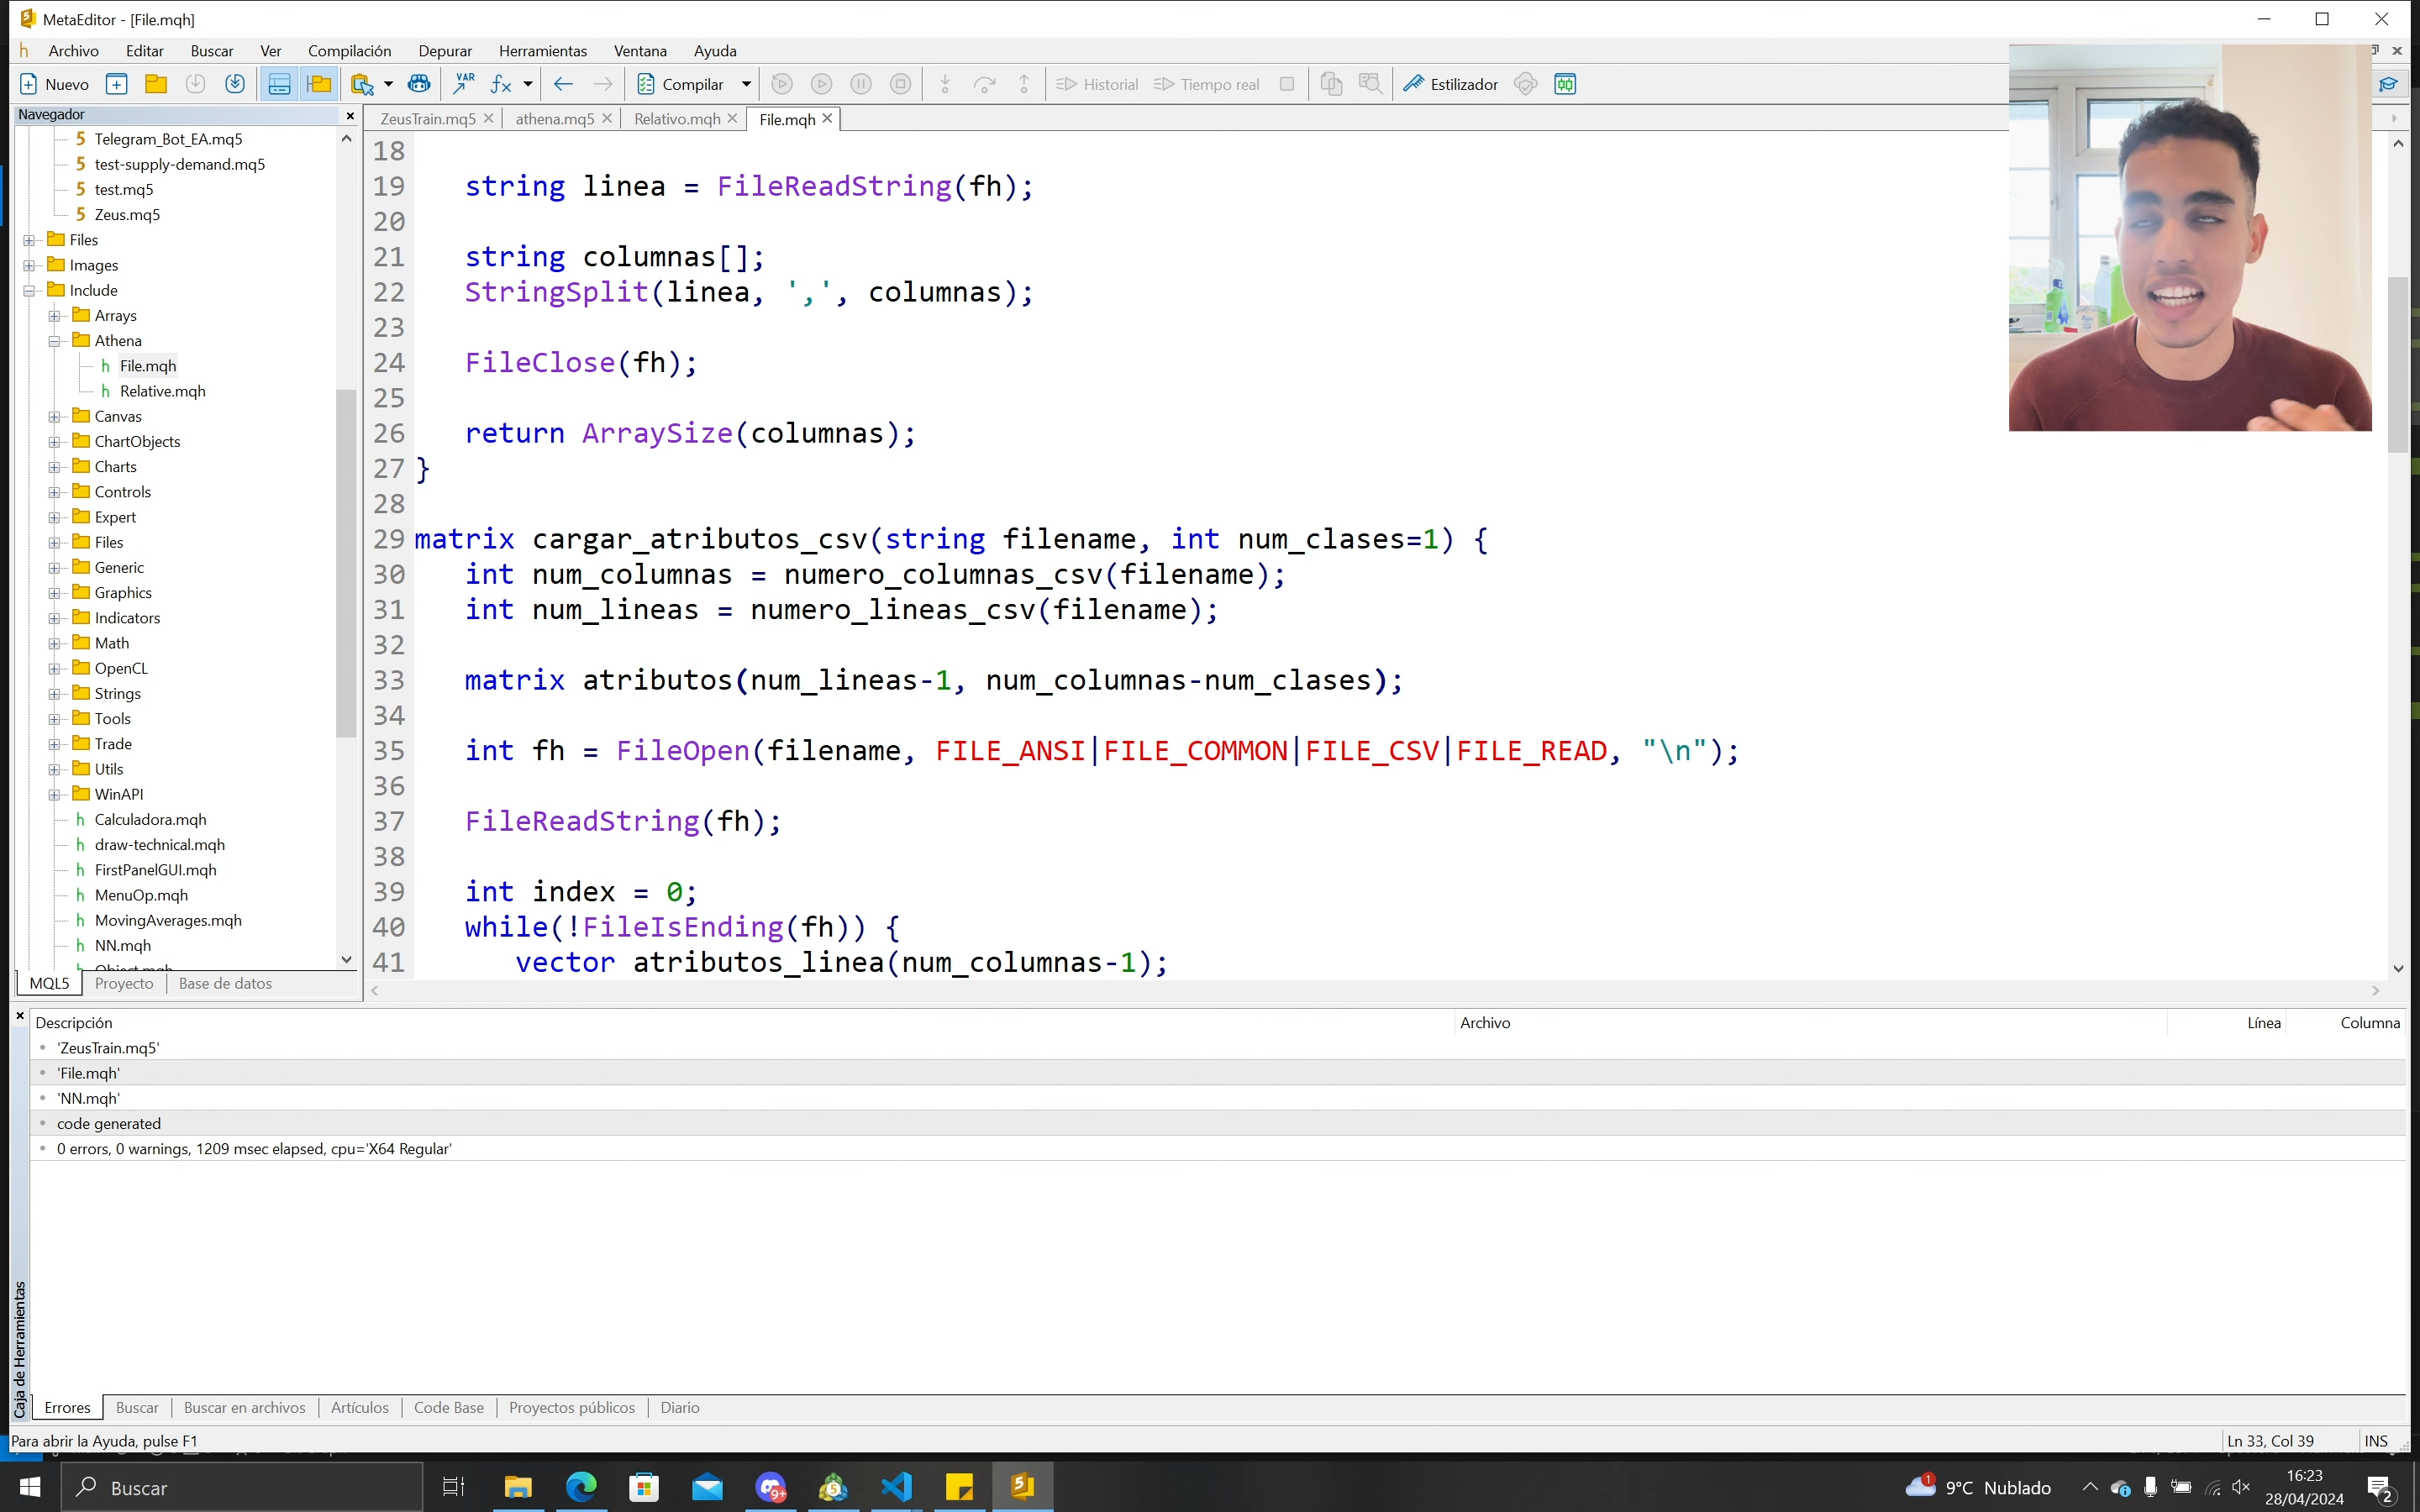 MetaEditor - [File.mqh]
Archivo Editar Buscar Ver Compilación Depurar Herramientas Ventana Ayuda
Nuevo VAR Compilar Historial Tiempo real Estilizador
Navegador
ZeusTrain.mq5 athena.mq5 Relativo.mqh File.mqh
Telegram_Bot_EA.mq5
test-supply-demand.mq5
test.mq5
Zeus.mq5
Files
Images
Include
Arrays
Athena
File.mqh
Relative.mqh
Canvas
ChartObjects
Charts
Controls
Expert
Files
Generic
Graphics
Indicators
Math
OpenCL
Strings
Tools
Trade
Utils
WinAPI
Calculadora.mqh
draw-technical.mqh
FirstPanelGUI.mqh
MenuOp.mqh
MovingAverages.mqh
NN.mqh
Object.mqh
MQL5 Proyecto Base de datos
18
19 string linea = FileReadString(fh);
20
21 string columnas[];
22 StringSplit(linea, ',', columnas);
23
24 FileClose(fh);
25
26 return ArraySize(columnas);
27 }
28
29 matrix cargar_atributos_csv(string filename, int num_clases=1) {
30 int num_columnas = numero_columnas_csv(filename);
31 int num_lineas = numero_lineas_csv(filename);
32
33 matrix atributos(num_lineas-1, num_columnas-num_clases);
34
35 int fh = FileOpen(filename, FILE_ANSI|FILE_COMMON|FILE_CSV|FILE_READ, "\n");
36
37 FileReadString(fh);
38
39 int index = 0;
40 while(!FileIsEnding(fh)) {
41 vector atributos_linea(num_columnas-1);
Descripción Archivo Línea Columna
'ZeusTrain.mq5'
'File.mqh'
'NN.mqh'
code generated
0 errors, 0 warnings, 1209 msec elapsed, cpu='X64 Regular'
Caja de Herramientas
Errores Buscar Buscar en archivos Artículos Code Base Proyectos públicos Diario
Para abrir la Ayuda, pulse F1 Ln 33, Col 39 INS
Buscar 9+ 1 9°C Nublado 16:23
28/04/2024 2